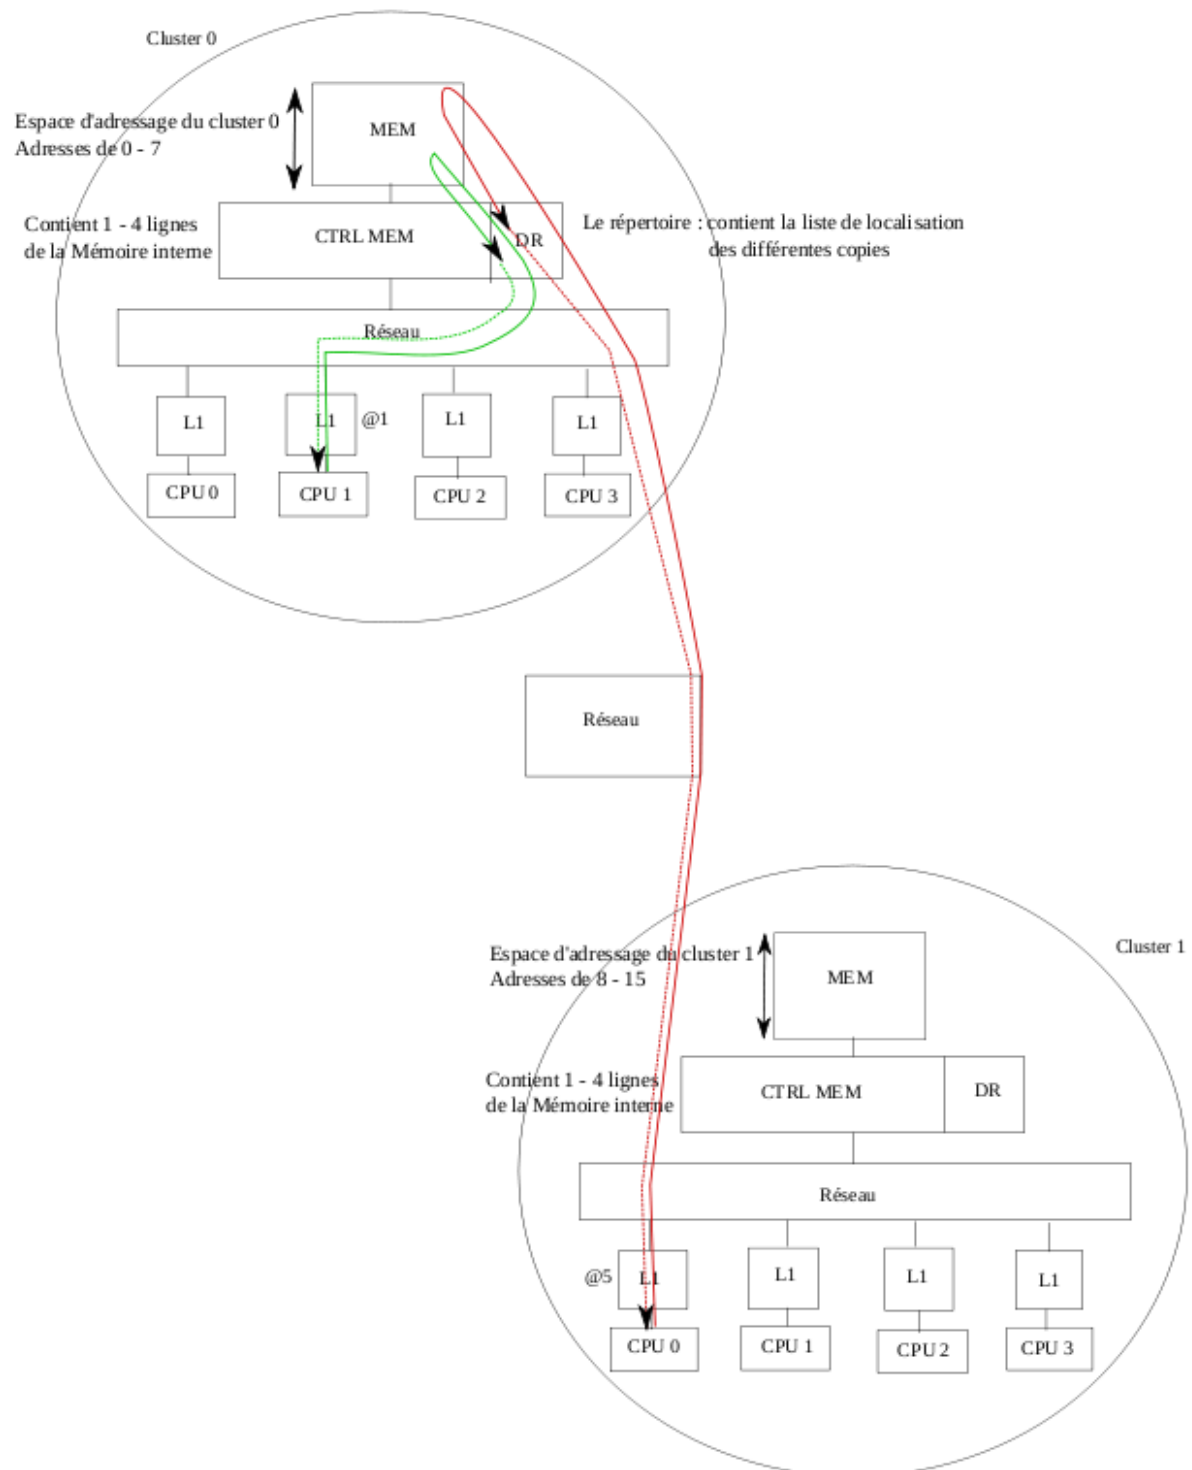 Cluster 0
MEM
Espace d'adressage du cluster 0
Adresses de 0 - 7
Contient 1 - 4 lignes
de la Mémoire interne
CTRL MEM
DR
Le répertoire : contient la liste de localisation
des différentes copies
Réseau
L1
L1
@1
L1
L1
CPU 0
CPU 1
CPU 2
CPU 3
Réseau
Cluster 1
Espace d'adressage du cluster 1
Adresses de 8 - 15
MEM
Contient 1 - 4 lignes
de la Mémoire interne
CTRL MEM
DR
Réseau
@5
L1
L1
L1
L1
CPU 0
CPU 1
CPU 2
CPU 3